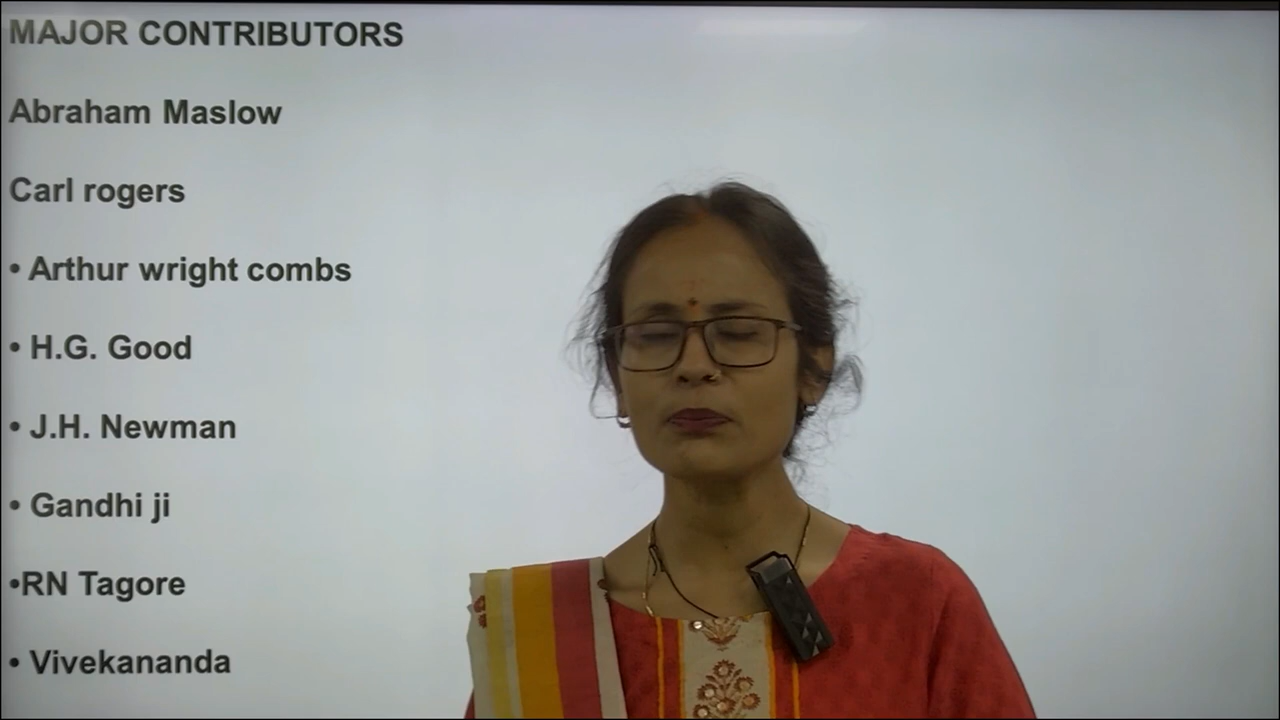 MAJOR CONTRIBUTORS
Abraham Maslow
Carl rogers
• Arthur wright combs
• H.G. Good
• J.H. Newman
• Gandhi ji
•RN Tagore
• Vivekananda